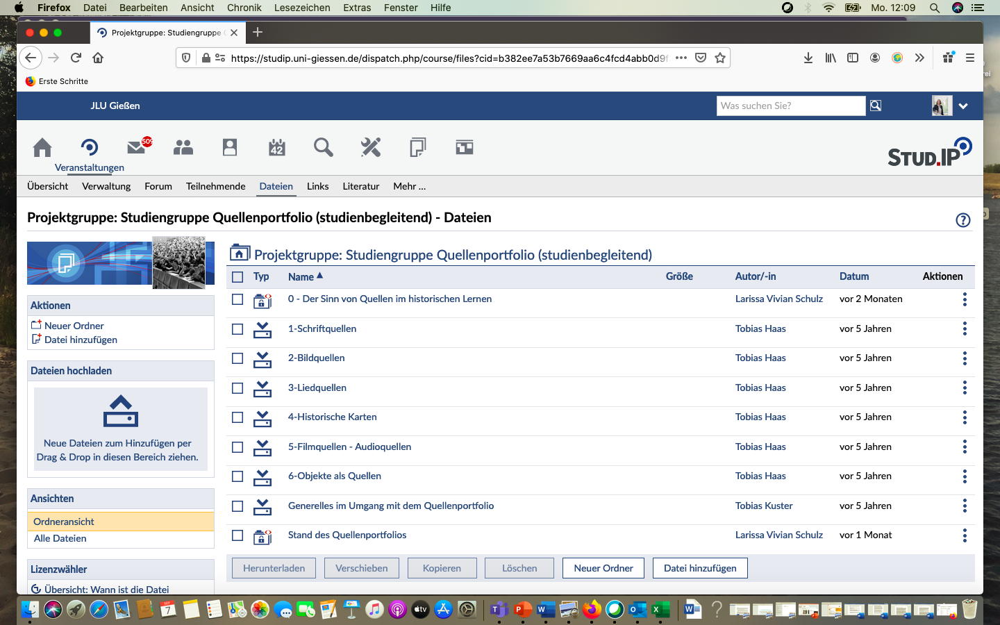 Firefox Datei Bearbeiten Ansicht Chronik Lesezeichen Extras Fenster Hilfe Mo. 12:09
Projektgruppe: Studiengruppe
https://studip.uni-giessen.de/dispatch.php/course/files?cid=b382ee7a53b7669aa6c4fcd4abb0d9f
Erste Schritte
JLU Gießen Was suchen Sie?
509
42
STUD.IP
Veranstaltungen
Übersicht Verwaltung Forum Teilnehmende Dateien Links Literatur Mehr ...
Projektgruppe: Studiengruppe Quellenportfolio (studienbegleitend) - Dateien
Projektgruppe: Studiengruppe Quellenportfolio (studienbegleitend)
Typ Name Größe Autor/-in Datum Aktionen
0 - Der Sinn von Quellen im historischen Lernen Larissa Vivian Schulz vor 2 Monaten
1-Schriftquellen Tobias Haas vor 5 Jahren
2-Bildquellen Tobias Haas vor 5 Jahren
3-Liedquellen Tobias Haas vor 5 Jahren
4-Historische Karten Tobias Haas vor 5 Jahren
5-Filmquellen - Audioquellen Tobias Haas vor 5 Jahren
6-Objekte als Quellen Tobias Haas vor 5 Jahren
Generelles im Umgang mit dem Quellenportfolio Tobias Kuster vor 5 Jahren
Stand des Quellenportfolios Larissa Vivian Schulz vor 1 Monat
Herunterladen Verschieben Kopieren Löschen Neuer Ordner Datei hinzufügen
Aktionen
Neuer Ordner
Datei hinzufügen
Dateien hochladen
Neue Dateien zum Hinzufügen per
Drag & Drop in diesen Bereich ziehen.
Ansichten
Ordneransicht
Alle Dateien
Lizenzwähler
Übersicht: Wann ist die Datei
7
tv